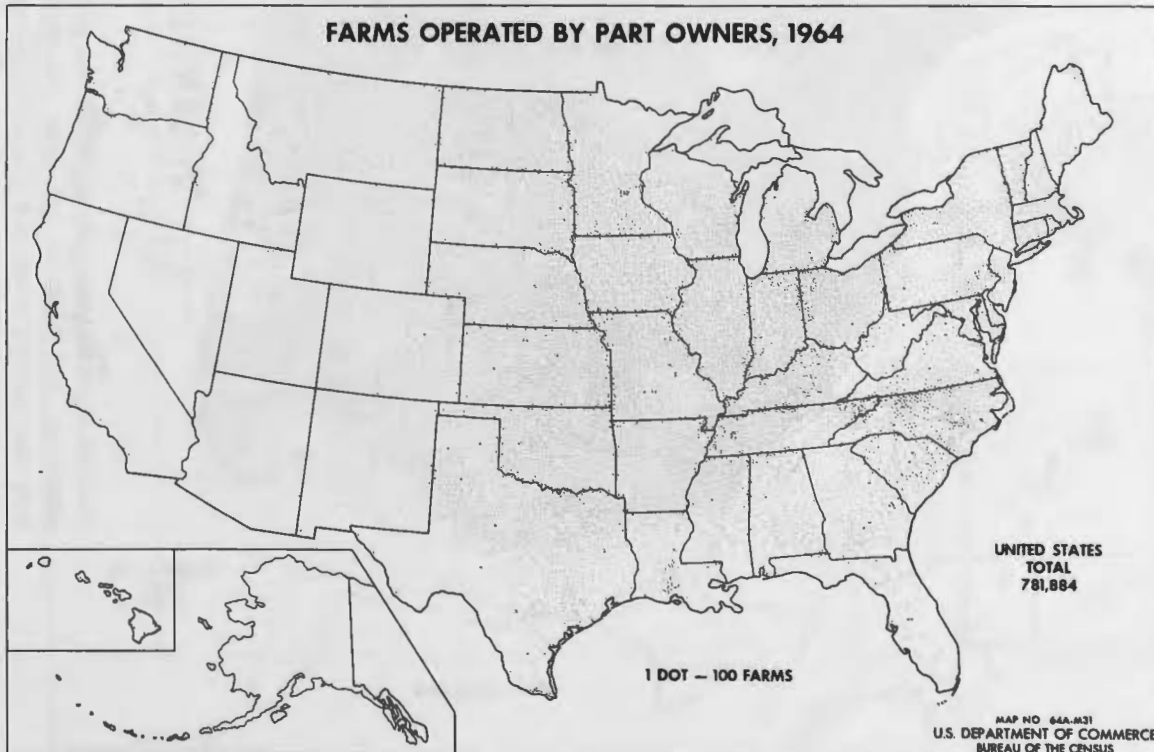 FARMS OPERATED BY PART OWNERS, 1964
UNITED STATES
TOTAL
781,884
1 DOT – 100 FARMS
MAP NO 64A-M31
U.S. DEPARTMENT OF COMMERCE
BUREAU OF THE CENSUS